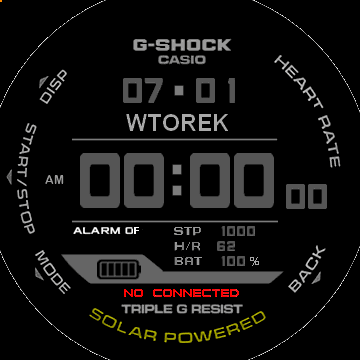 G-SHOCK
CASIO
DISP
HEART RATE
07-01
WTOREK
START/STOP
AM 00:00 00
ALARM OF
STP 1000
H/R 62
BAT 100 %
MODE
BACK
NO CONNECTED
TRIPLE G RESIST
SOLAR POWERED